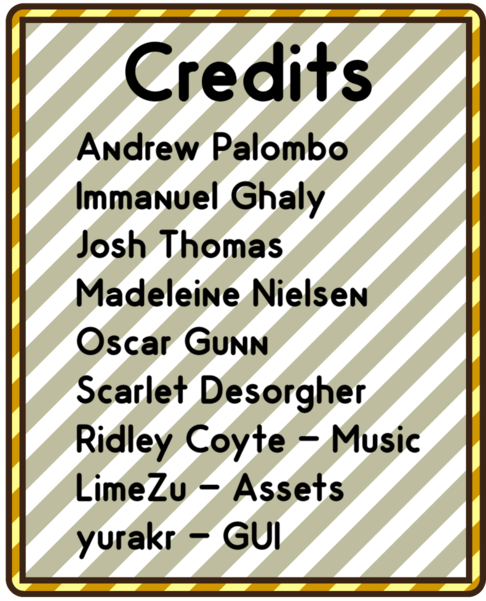 Credits
Andrew Palombo
Immanuel Ghaly
Josh Thomas
Madeleine Nielsen
Oscar Gunn
Scarlet Desorgher
Ridley Coyte – Music
LimeZu – Assets
yurakr – GUI